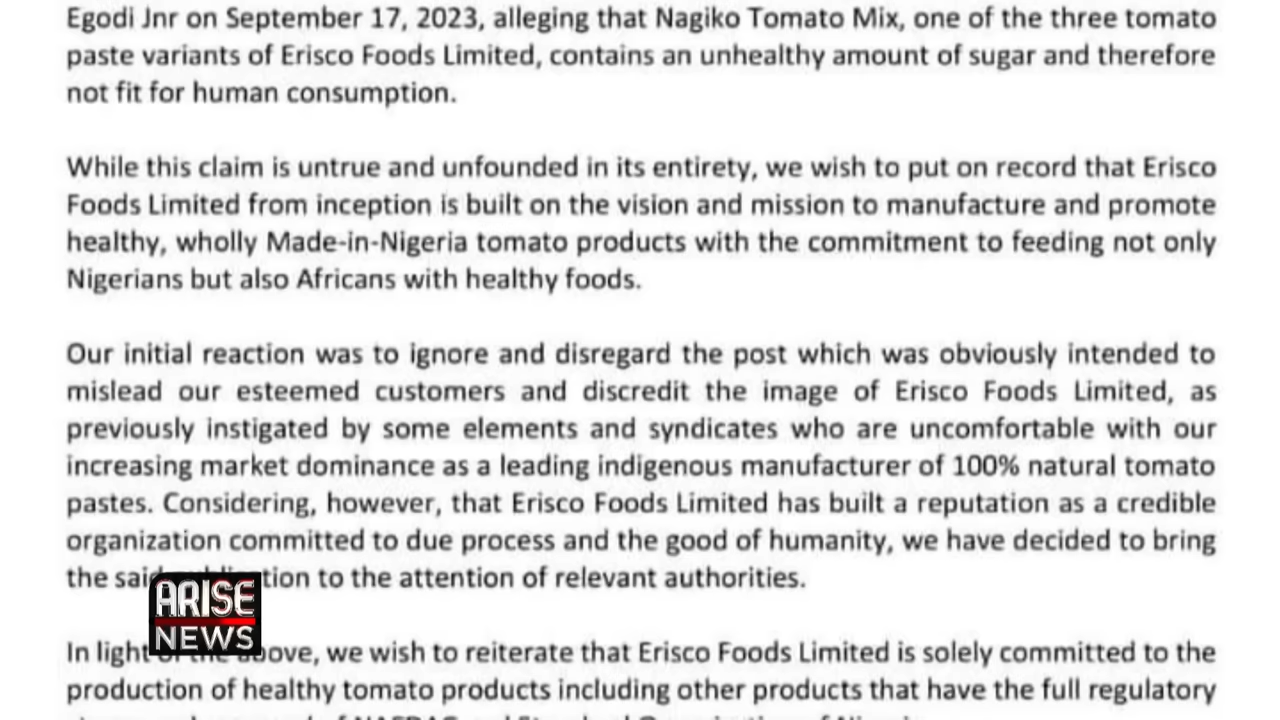 Egodi Jnr on September 17, 2023, alleging that Nagiko Tomato Mix, one of the three tomato
paste variants of Erisco Foods Limited, contains an unhealthy amount of sugar and therefore
not fit for human consumption.
While this claim is untrue and unfounded in its entirety, we wish to put on record that Erisco
Foods Limited from inception is built on the vision and mission to manufacture and promote
healthy, wholly Made-in-Nigeria tomato products with the commitment to feeding not only
Nigerians but also Africans with healthy foods.
Our initial reaction was to ignore and disregard the post which was obviously intended to
mislead our esteemed customers and discredit the image of Erisco Foods Limited, as
previously instigated by some elements and syndicates who are uncomfortable with our
increasing market dominance as a leading indigenous manufacturer of 100% natural tomato
pastes. Considering, however, that Erisco Foods Limited has built a reputation as a credible
organization committed to due process and the good of humanity, we have decided to bring
the said tion to the attention of relevant authorities.
ARISE
NEWS
In light of the above, we wish to reiterate that Erisco Foods Limited is solely committed to the
production of healthy tomato products including other products that have the full regulatory